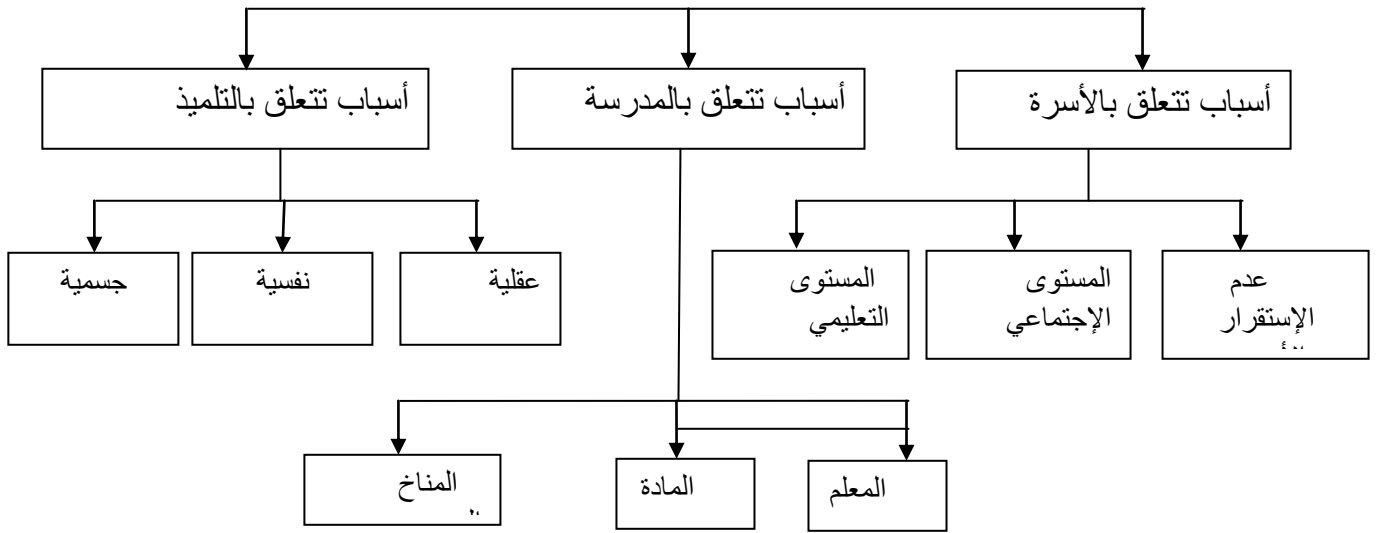 أسباب تتعلق بالأسرة
أسباب تتعلق بالمدرسة
أسباب تتعلق بالتلميذ
عدم
الإستقرار
المستوى
الإجتماعي
المستوى
التعليمي
عقلية
نفسية
جسمية
المعلم
المادة
المناخ